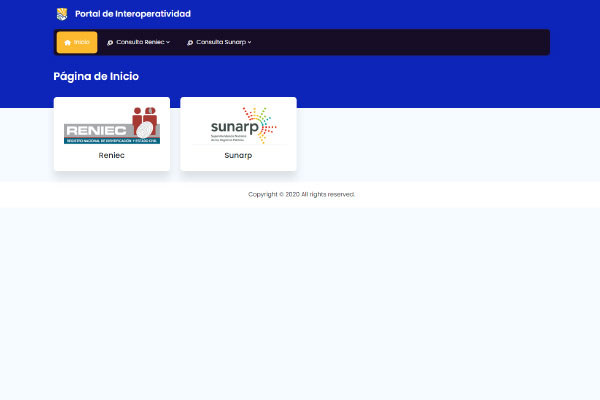 Portal de Interoperatividad
Inicio
Consulta Reniec
Consulta Sunarp
Página de Inicio
RENIEC
REGISTRO NACIONAL DE IDENTIFICACIÓN Y ESTADO CIVIL
Reniec
sunarp
Superintendencia Nacional
de los Registros Públicos
Sunarp
Copyright © 2020 All rights reserved.